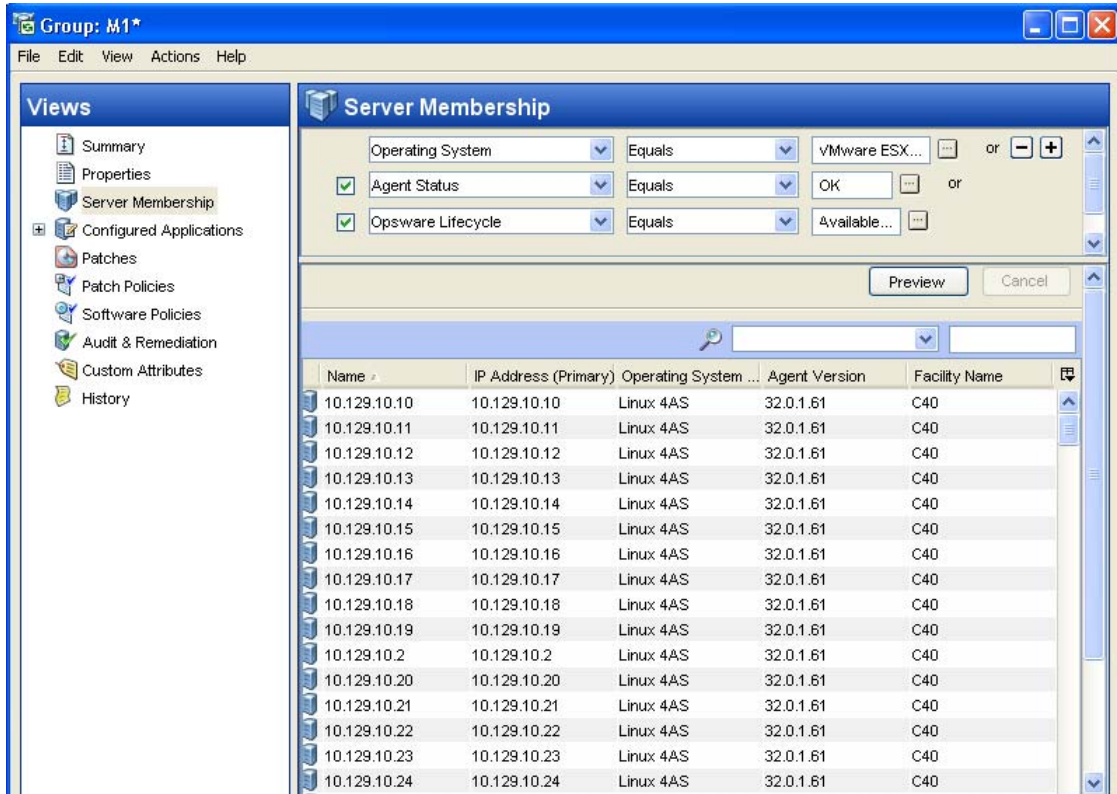 Group: M1*
File Edit View Actions Help
Views
Summary
Properties
Server Membership
Configured Applications
Patches
Patch Policies
Software Policies
Audit & Remediation
Custom Attributes
History
Server Membership
Operating System Equals VMware ESX... ... or
Agent Status Equals OK ... or
Opsware Lifecycle Equals Available... ...
Preview Cancel
Name IP Address (Primary) Operating System ... Agent Version Facility Name
10.129.10.10 10.129.10.10 Linux 4AS 32.0.1.61 C40
10.129.10.11 10.129.10.11 Linux 4AS 32.0.1.61 C40
10.129.10.12 10.129.10.12 Linux 4AS 32.0.1.61 C40
10.129.10.13 10.129.10.13 Linux 4AS 32.0.1.61 C40
10.129.10.14 10.129.10.14 Linux 4AS 32.0.1.61 C40
10.129.10.15 10.129.10.15 Linux 4AS 32.0.1.61 C40
10.129.10.16 10.129.10.16 Linux 4AS 32.0.1.61 C40
10.129.10.17 10.129.10.17 Linux 4AS 32.0.1.61 C40
10.129.10.18 10.129.10.18 Linux 4AS 32.0.1.61 C40
10.129.10.19 10.129.10.19 Linux 4AS 32.0.1.61 C40
10.129.10.2 10.129.10.2 Linux 4AS 32.0.1.61 C40
10.129.10.20 10.129.10.20 Linux 4AS 32.0.1.61 C40
10.129.10.21 10.129.10.21 Linux 4AS 32.0.1.61 C40
10.129.10.22 10.129.10.22 Linux 4AS 32.0.1.61 C40
10.129.10.23 10.129.10.23 Linux 4AS 32.0.1.61 C40
10.129.10.24 10.129.10.24 Linux 4AS 32.0.1.61 C40